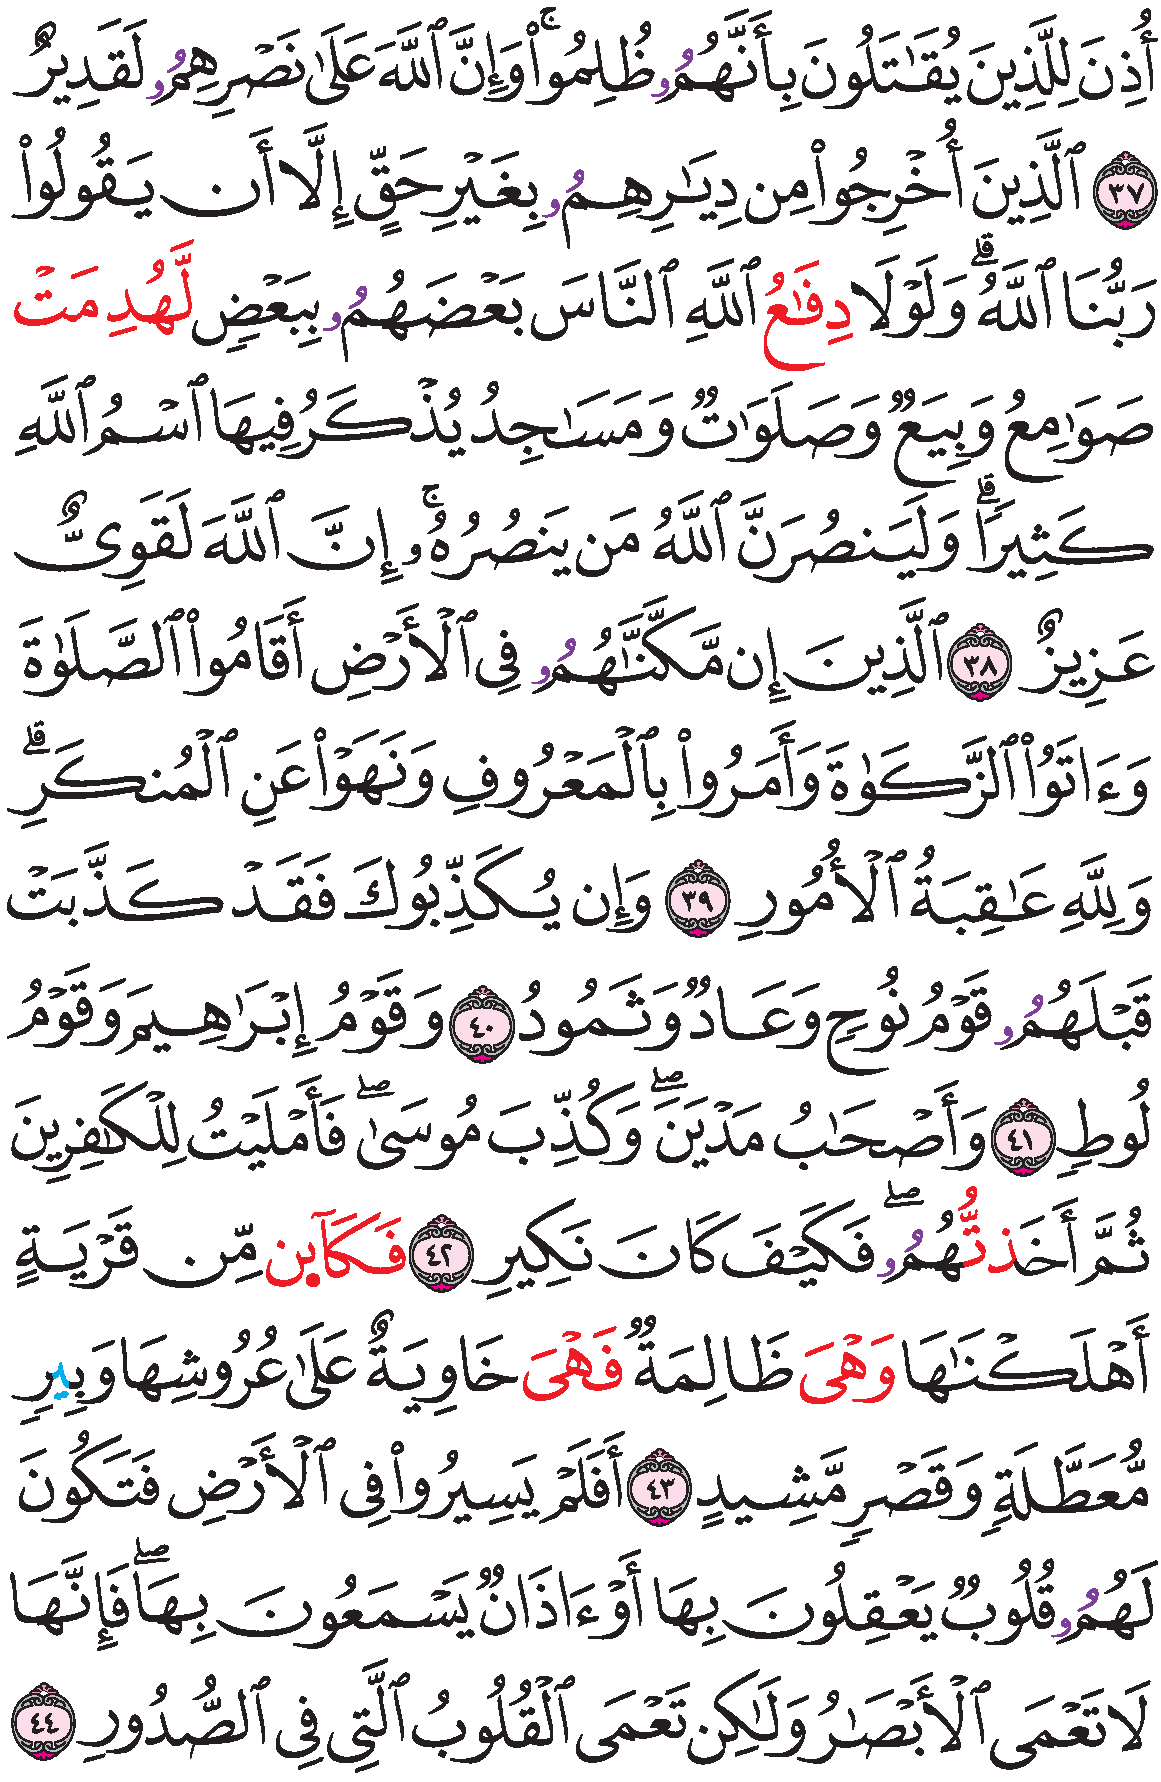 أُذِنَ لِلَّذِينَ يُقَٰتَلُونَ بِأَنَّهُمُۥ ظُلِمُواْۚ وَإِنَّ ٱللَّهَ عَلَىٰ نَصْرِهِمُۥ لَقَدِيرٌ
٣٧ ٱلَّذِينَ أُخْرِجُواْ مِن دِيَٰرِهِمُۥ بِغَيْرِ حَقٍّ إِلَّا أَن يَقُولُواْ
رَبُّنَا ٱللَّهُۗ وَلَوْلَا دِفَٰعُ ٱللَّهِ ٱلنَّاسَ بَعْضَهُمُۥ بِبَعْضٍ لَّهُدِمَتْ
صَوَٰمِعُ وَبِيَعٌ وَصَلَوَٰتٌ وَمَسَٰجِدُ يُذْكَرُ فِيهَا ٱسْمُ ٱللَّهِ
كَثِيرًاۗ وَلَيَنصُرَنَّ ٱللَّهُ مَن يَنصُرُهُۥۚ إِنَّ ٱللَّهَ لَقَوِىٌّ
عَزِيزٌ ٣٨ ٱلَّذِينَ إِن مَّكَّنَّٰهُمُۥ فِى ٱلْأَرْضِ أَقَامُواْ ٱلصَّلَوٰةَ
وَءَاتَوُاْ ٱلزَّكَوٰةَ وَأَمَرُواْ بِٱلْمَعْرُوفِ وَنَهَوْاْ عَنِ ٱلْمُنكَرِۗ
وَلِلَّهِ عَٰقِبَةُ ٱلْأُمُورِ ٣٩ وَإِن يُكَذِّبُوكَ فَقَدْ كَذَّبَتْ
قَبْلَهُمُۥ قَوْمُ نُوحٍ وَعَادٌ وَثَمُودُ ٤٠ وَقَوْمُ إِبْرَٰهِيمَ وَقَوْمُ
لُوطٍ ٤١ وَأَصْحَٰبُ مَدْيَنَۖ وَكُذِّبَ مُوسَىٰۖ فَأَمْلَيْتُ لِلْكَٰفِرِينَ
ثُمَّ أَخَذتُّهُمُۥۖ فَكَيْفَ كَانَ نَكِيرِ ٤٢ فَكَآٮِٕن مِّن قَرْيَةٍ
أَهْلَكْنَٰهَا وَهْىَ ظَالِمَةٌ فَهْىَ خَاوِيَةٌ عَلَىٰ عُرُوشِهَا وَبِيرٍ
مُّعَطَّلَةٍ وَقَصْرٍ مَّشِيدٍ ٤٣ أَفَلَمْ يَسِيرُواْ فِى ٱلْأَرْضِ فَتَكُونَ
لَهُمُۥ قُلُوبٌ يَعْقِلُونَ بِهَا أَوْ ءَاذَانٌ يَسْمَعُونَ بِهَاۖ فَإِنَّهَا
لَا تَعْمَى ٱلْأَبْصَٰرُ وَلَٰكِن تَعْمَى ٱلْقُلُوبُ ٱلَّتِى فِى ٱلصُّدُورِ ٤٤